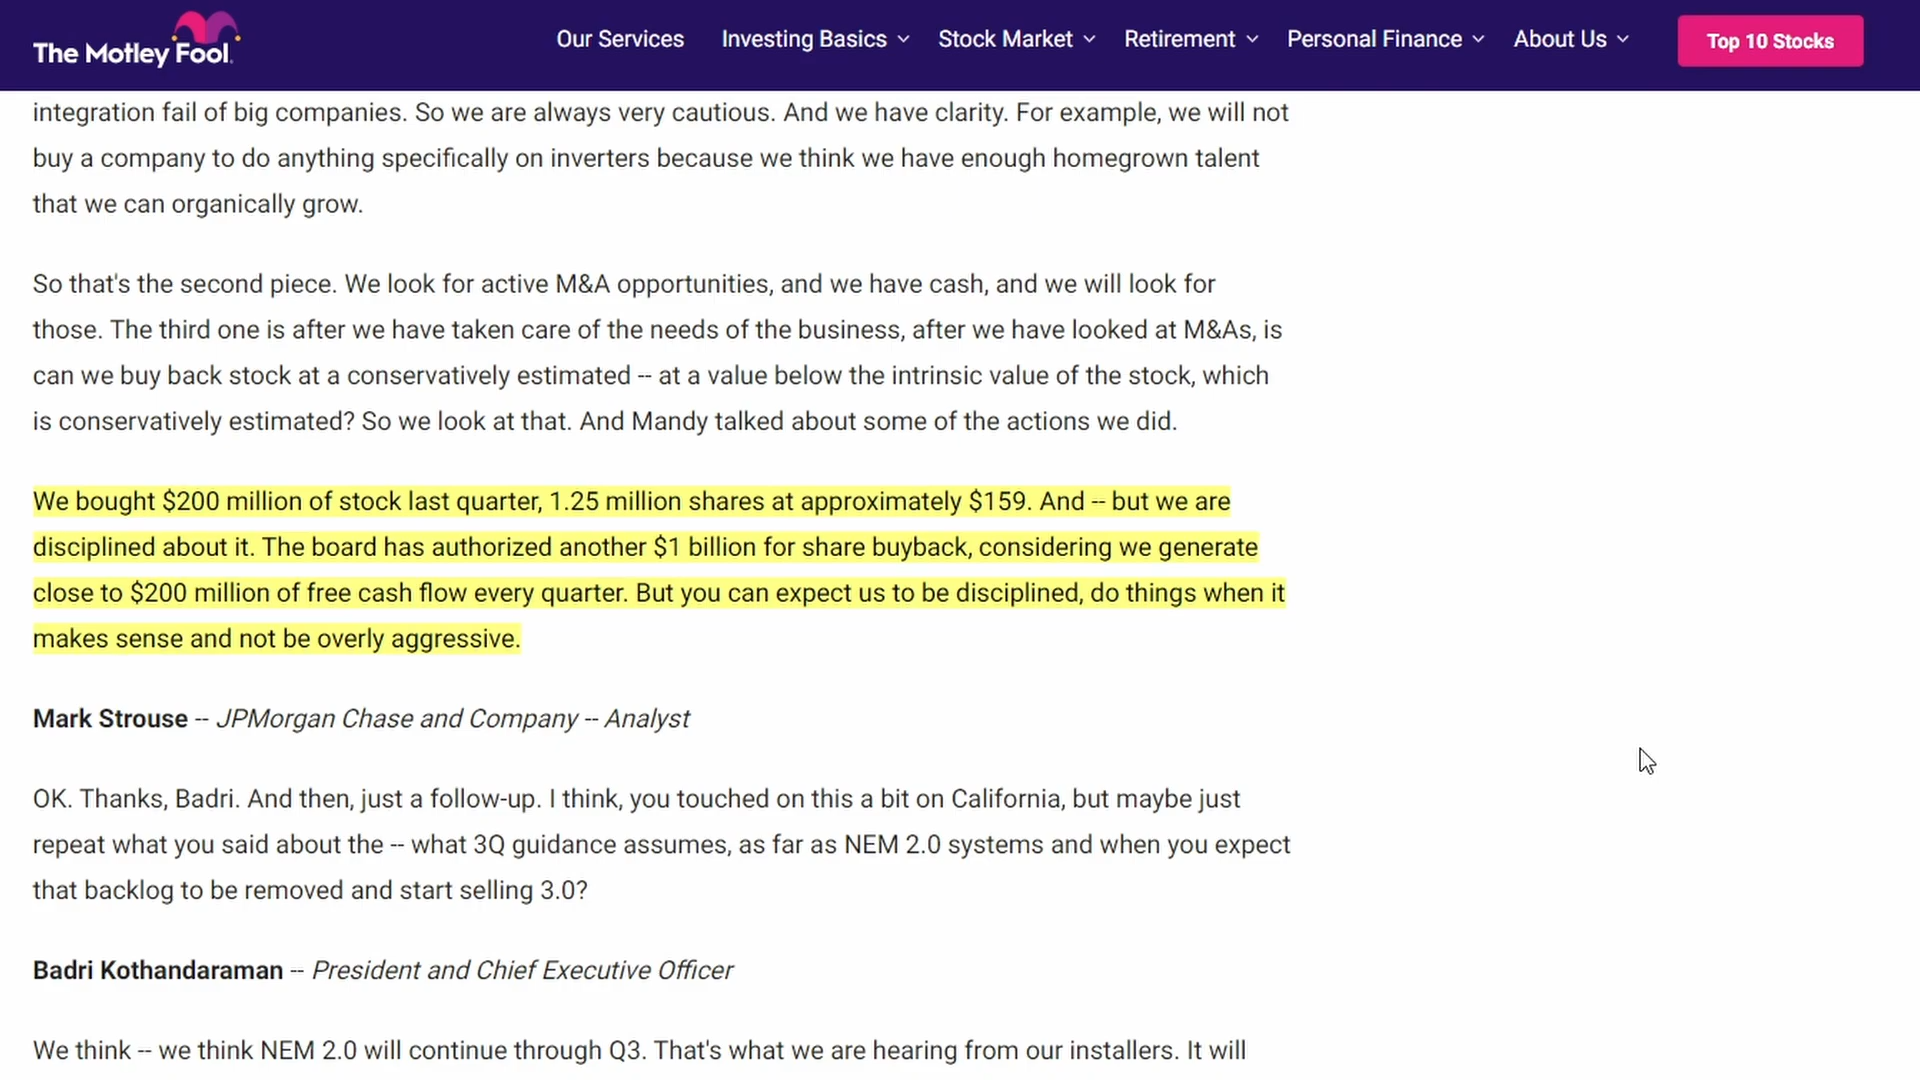 The Motley Fool.
Our Services
Investing Basics
Stock Market
Retirement
Personal Finance
About Us
Top 10 Stocks
integration fail of big companies. So we are always very cautious. And we have clarity. For example, we will not
buy a company to do anything specifically on inverters because we think we have enough homegrown talent
that we can organically grow.
So that's the second piece. We look for active M&A opportunities, and we have cash, and we will look for
those. The third one is after we have taken care of the needs of the business, after we have looked at M&As, is
can we buy back stock at a conservatively estimated -- at a value below the intrinsic value of the stock, which
is conservatively estimated? So we look at that. And Mandy talked about some of the actions we did.
We bought $200 million of stock last quarter, 1.25 million shares at approximately $159. And -- but we are
disciplined about it. The board has authorized another $1 billion for share buyback, considering we generate
close to $200 million of free cash flow every quarter. But you can expect us to be disciplined, do things when it
makes sense and not be overly aggressive.
Mark Strouse -- JPMorgan Chase and Company -- Analyst
OK. Thanks, Badri. And then, just a follow-up. I think, you touched on this a bit on California, but maybe just
repeat what you said about the -- what 3Q guidance assumes, as far as NEM 2.0 systems and when you expect
that backlog to be removed and start selling 3.0?
Badri Kothandaraman -- President and Chief Executive Officer
We think -- we think NEM 2.0 will continue through Q3. That's what we are hearing from our installers. It will